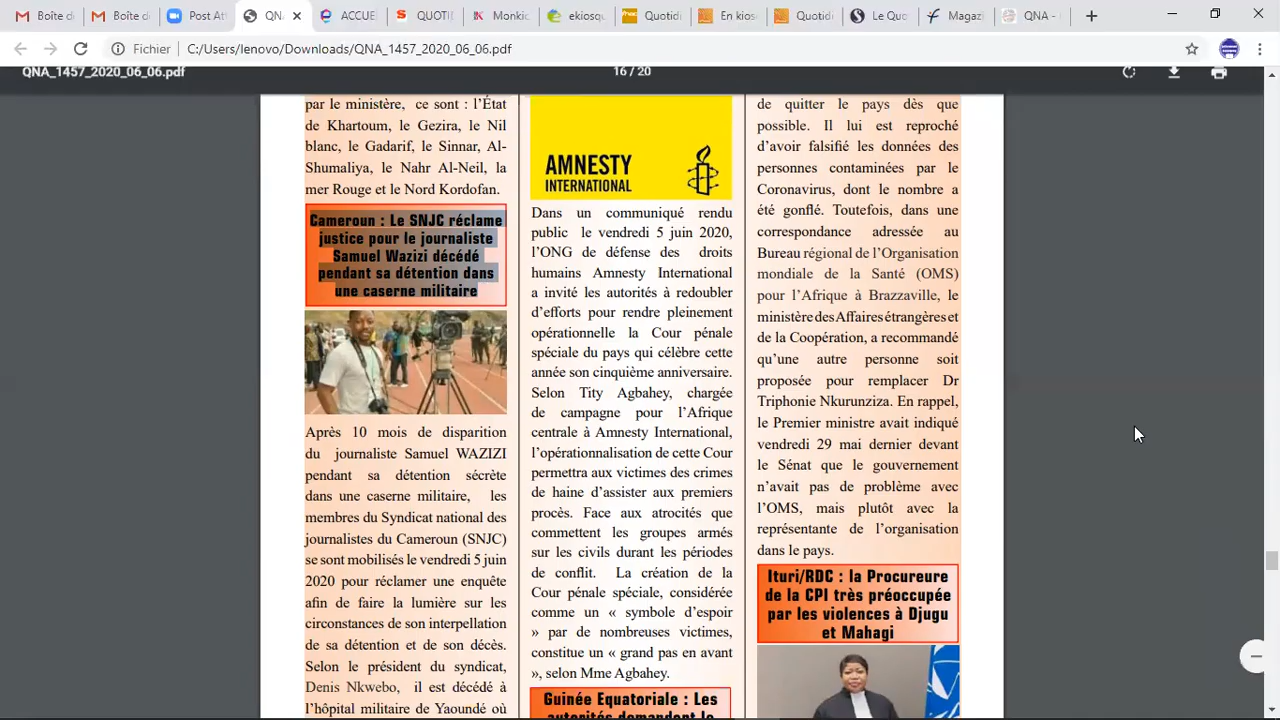 Boîte d
Boîte de
Post Att
QNA
ACCUE
QUOTI
Monki
ekiosq
Quotid
En kios
Quotid
Le Quo
Magazi
QNA -
Fichier
C:/Users/lenovo/Downloads/QNA_1457_2020_06_06.pdf
QNA_1457_2020_06_06.pdf
16 / 20
par le ministère, ce sont : l'État
de Khartoum, le Gezira, le Nil
blanc, le Gadarif, le Sinnar, Al-
Shumaliya, le Nahr Al-Neil, la
mer Rouge et le Nord Kordofan.
Cameroun : Le SNJC réclame
justice pour le journaliste
Samuel Wazizi décédé
pendant sa détention dans
une caserne militaire
Après 10 mois de disparition
du journaliste Samuel WAZIZI
pendant sa détention sécrète
dans une caserne militaire, les
membres du Syndicat national des
journalistes du Cameroun (SNJC)
se sont mobilisés le vendredi 5 juin
2020 pour réclamer une enquête
afin de faire la lumière sur les
circonstances de son interpellation
de sa détention et de son décès.
Selon le président du syndicat,
Denis Nkwebo, il est décédé à
l'hôpital militaire de Yaoundé où
AMNESTY
INTERNATIONAL
Dans un communiqué rendu
public le vendredi 5 juin 2020,
l'ONG de défense des droits
humains Amnesty International
a invité les autorités à redoubler
d'efforts pour rendre pleinement
opérationnelle la Cour pénale
spéciale du pays qui célèbre cette
année son cinquième anniversaire.
Selon Tity Agbahey, chargée
de campagne pour l'Afrique
centrale à Amnesty International,
l'opérationnalisation de cette Cour
permettra aux victimes des crimes
de haine d'assister aux premiers
procès. Face aux atrocités que
commettent les groupes armés
sur les civils durant les périodes
de conflit. La création de la
Cour pénale spéciale, considérée
comme un « symbole d'espoir
» par de nombreuses victimes,
constitue un « grand pas en avant
», selon Mme Agbahey.
Guinée Equatoriale : Les
autorités demandent le
de quitter le pays dès que
possible. Il lui est reproché
d'avoir falsifié les données des
personnes contaminées par le
Coronavirus, dont le nombre a
été gonflé. Toutefois, dans une
correspondance adressée au
Bureau régional de l'Organisation
mondiale de la Santé (OMS)
pour l'Afrique à Brazzaville, le
ministère des Affaires étrangères et
de la Coopération, a recommandé
qu'une autre personne soit
proposée pour remplacer Dr
Triphonie Nkurunziza. En rappel,
le Premier ministre avait indiqué
vendredi 29 mai dernier devant
le Sénat que le gouvernement
n'avait pas de problème avec
l'OMS, mais plutôt avec la
représentante de l'organisation
dans le pays.
Ituri/RDC : la Procureure
de la CPI très préoccupée
par les violences à Djugu
et Mahagi